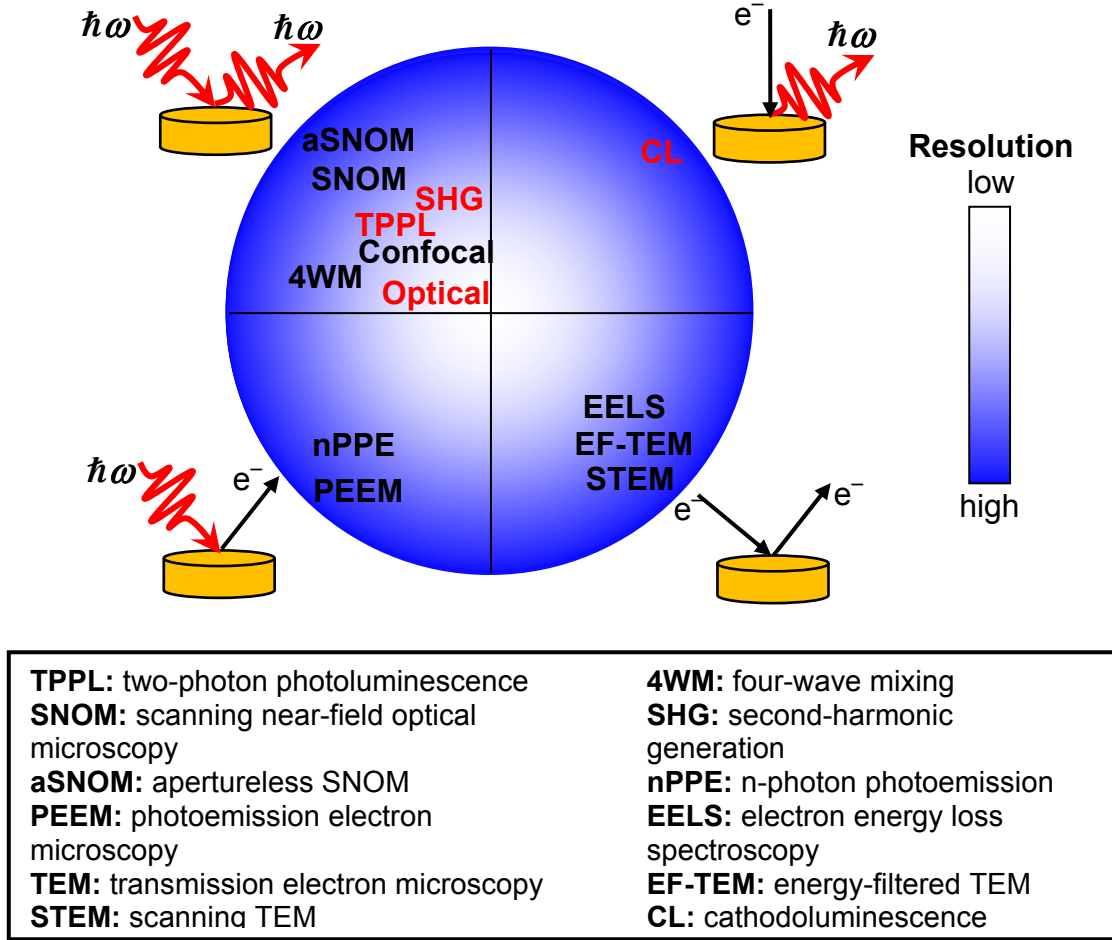 ħω
ħω
e⁻
ħω
aSNOM
SNOM
SHG
TPPL
Confocal
4WM
Optical
CL
Resolution
low
high
nPPE
PEEM
EELS
EF-TEM
STEM
ħω
e⁻
e⁻
e⁻
TPPL: two-photon photoluminescence
SNOM: scanning near-field optical
microscopy
aSNOM: apertureless SNOM
PEEM: photoemission electron
microscopy
TEM: transmission electron microscopy
STEM: scanning TEM
4WM: four-wave mixing
SHG: second-harmonic
generation
nPPE: n-photon photoemission
EELS: electron energy loss
spectroscopy
EF-TEM: energy-filtered TEM
CL: cathodoluminescence